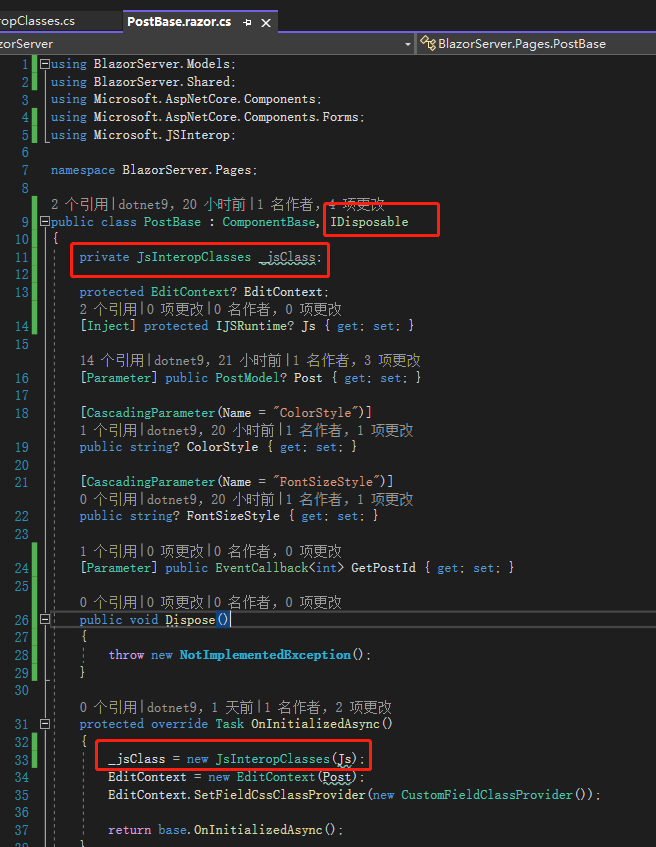 ropClasses.cs
PostBase.razor.cs
zorServer
BlazorServer.Pages.PostBase
1 using BlazorServer.Models;
2 using BlazorServer.Shared;
3 using Microsoft.AspNetCore.Components;
4 using Microsoft.AspNetCore.Components.Forms;
5 using Microsoft.JSInterop;
6
7 namespace BlazorServer.Pages;
8
2 个引用|dotnet9，20 小时前|1 名作者，4 项更改
9 public class PostBase : ComponentBase, IDisposable
10 {
11 private JsInteropClasses _jsClass;
12
13 protected EditContext? EditContext;
2 个引用|0 项更改|0 名作者，0 项更改
14 [Inject] protected IJSRuntime? Js { get; set; }
15
14 个引用|dotnet9，21 小时前|1 名作者，3 项更改
16 [Parameter] public PostModel? Post { get; set; }
17
18 [CascadingParameter(Name = "ColorStyle")]
1 个引用|dotnet9，20 小时前|1 名作者，1 项更改
19 public string? ColorStyle { get; set; }
20
21 [CascadingParameter(Name = "FontSizeStyle")]
0 个引用|dotnet9，20 小时前|1 名作者，1 项更改
22 public string? FontSizeStyle { get; set; }
23
1 个引用|0 项更改|0 名作者，0 项更改
24 [Parameter] public EventCallback<int> GetPostId { get; set; }
25
0 个引用|0 项更改|0 名作者，0 项更改
26 public void Dispose()
27 {
28 throw new NotImplementedException();
29 }
30
0 个引用|dotnet9，1 天前|1 名作者，2 项更改
31 protected override Task OnInitializedAsync()
32 {
33 _jsClass = new JsInteropClasses(Js);
34 EditContext = new EditContext(Post);
35 EditContext.SetFieldCssClassProvider(new CustomFieldClassProvider());
36
37 return base.OnInitializedAsync();
38 }